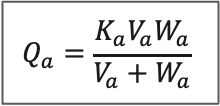 Qₐ = KₐVₐWₐ / Vₐ + Wₐ